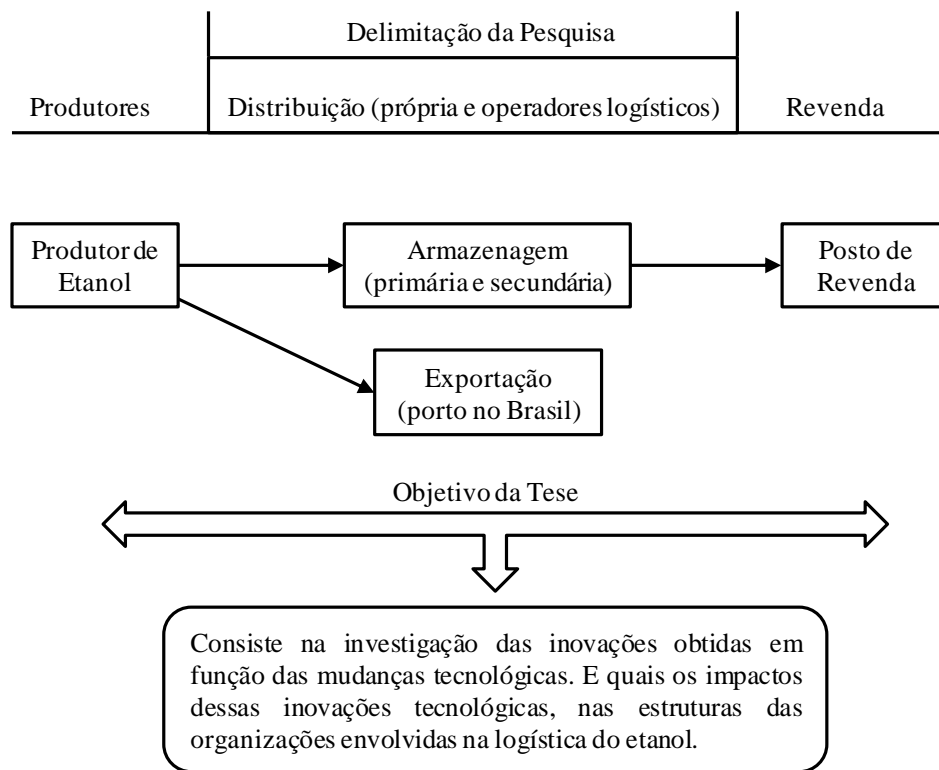 Delimitação da Pesquisa
Produtores
Distribuição (própria e operadores logísticos)
Revenda
Produtor de
Etanol
Armazenagem
(primária e secundária)
Posto de
Revenda
Exportação
(porto no Brasil)
Objetivo da Tese
Consiste na investigação das inovações obtidas em
função das mudanças tecnológicas. E quais os impactos
dessas inovações tecnológicas, nas estruturas das
organizações envolvidas na logística do etanol.